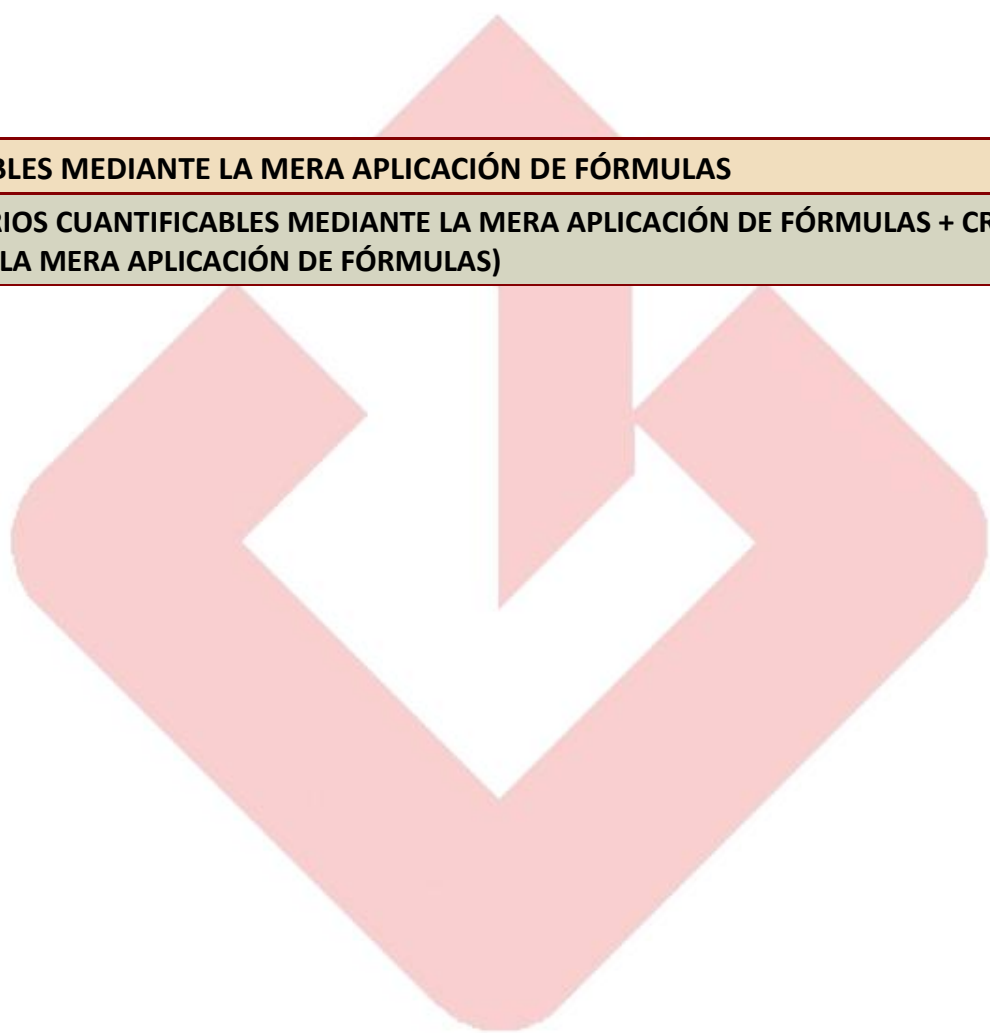 BLES MEDIANTE LA MERA APLICACIÓN DE FÓRMULAS
RIOS CUANTIFICABLES MEDIANTE LA MERA APLICACIÓN DE FÓRMULAS + CR
LA MERA APLICACIÓN DE FÓRMULAS)